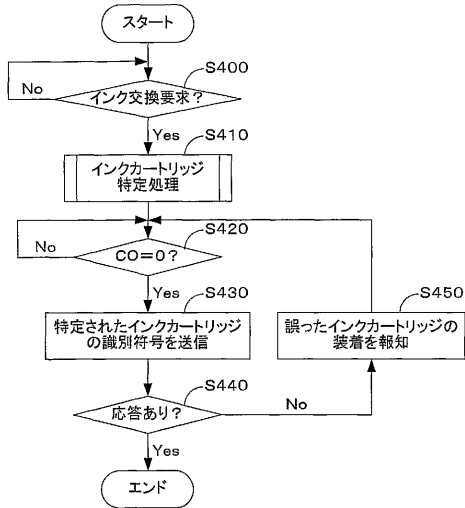 スタート
S400
インク交換要求？
No
Yes
S410
インクカートリッジ
特定処理
S420
CO＝0？
No
Yes
S430
特定されたインクカートリッジ
の識別符号を送信
S450
誤ったインクカートリッジの
装着を報知
S440
応答あり？
No
Yes
エンド